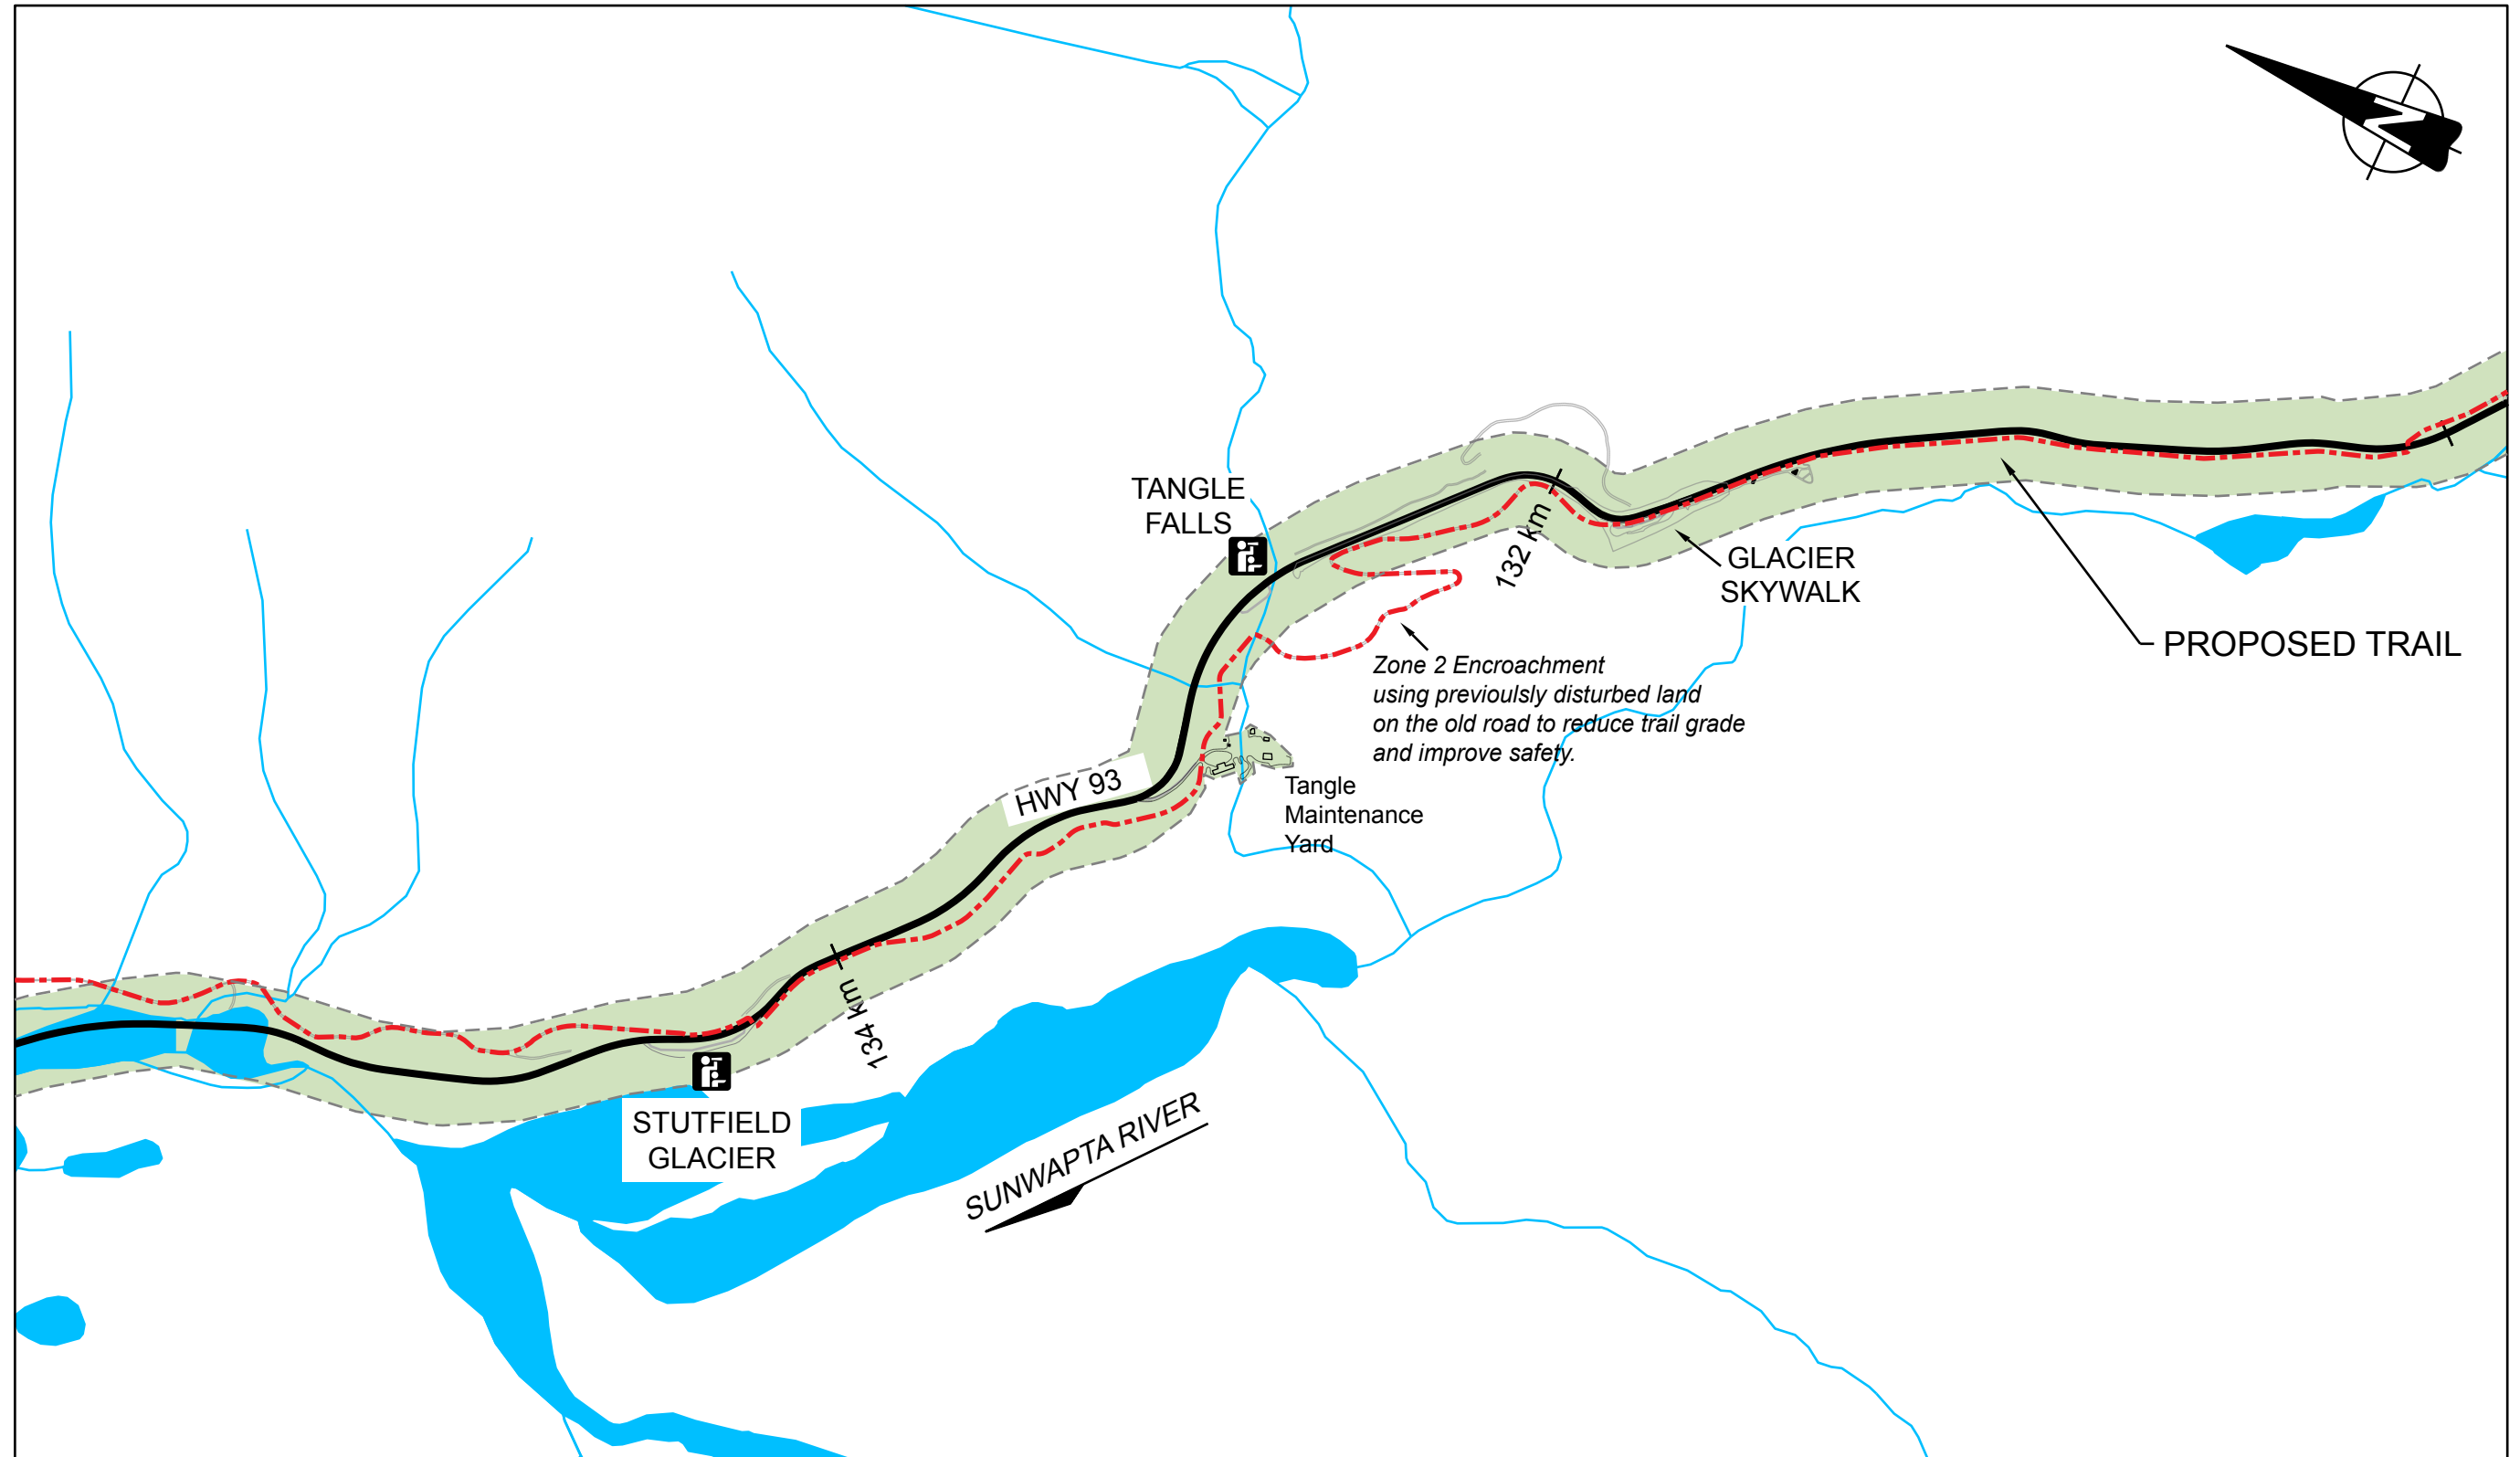 TANGLE
FALLS
132 km
GLACIER
SKYWALK
PROPOSED TRAIL
Zone 2 Encroachment
using previoulsly disturbed land
on the old road to reduce trail grade
and improve safety.
HWY 93
Tangle
Maintenance
Yard
134 km
STUTFIELD
GLACIER
SUNWAPTA RIVER